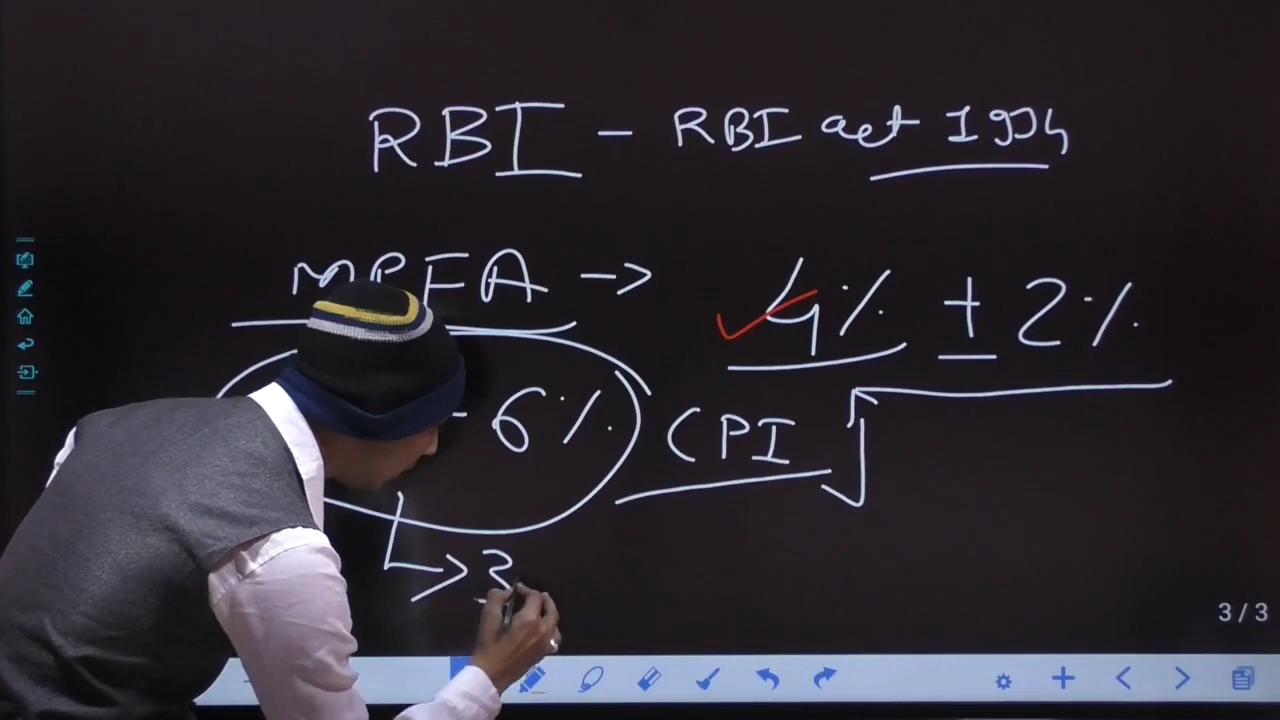 RBI - RBI act 1934
MPFA -> 4% ± 2%
- 6% CPI
-> 3
3 / 3